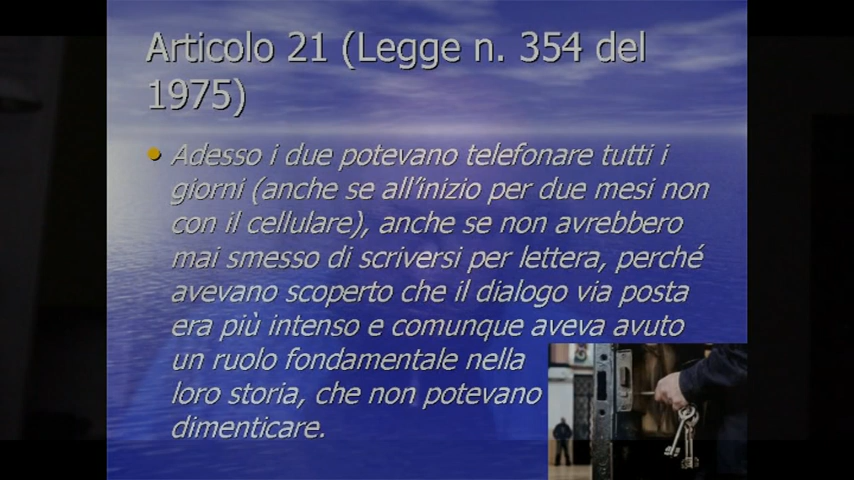 Articolo 21 (Legge n. 354 del
1975)
Adesso i due potevano telefonare tutti i
giorni (anche se all'inizio per due mesi non
con il cellulare), anche se non avrebbero
mai smesso di scriversi per lettera, perché
avevano scoperto che il dialogo via posta
era più intenso e comunque aveva avuto
un ruolo fondamentale nella
loro storia, che non potevano
dimenticare.